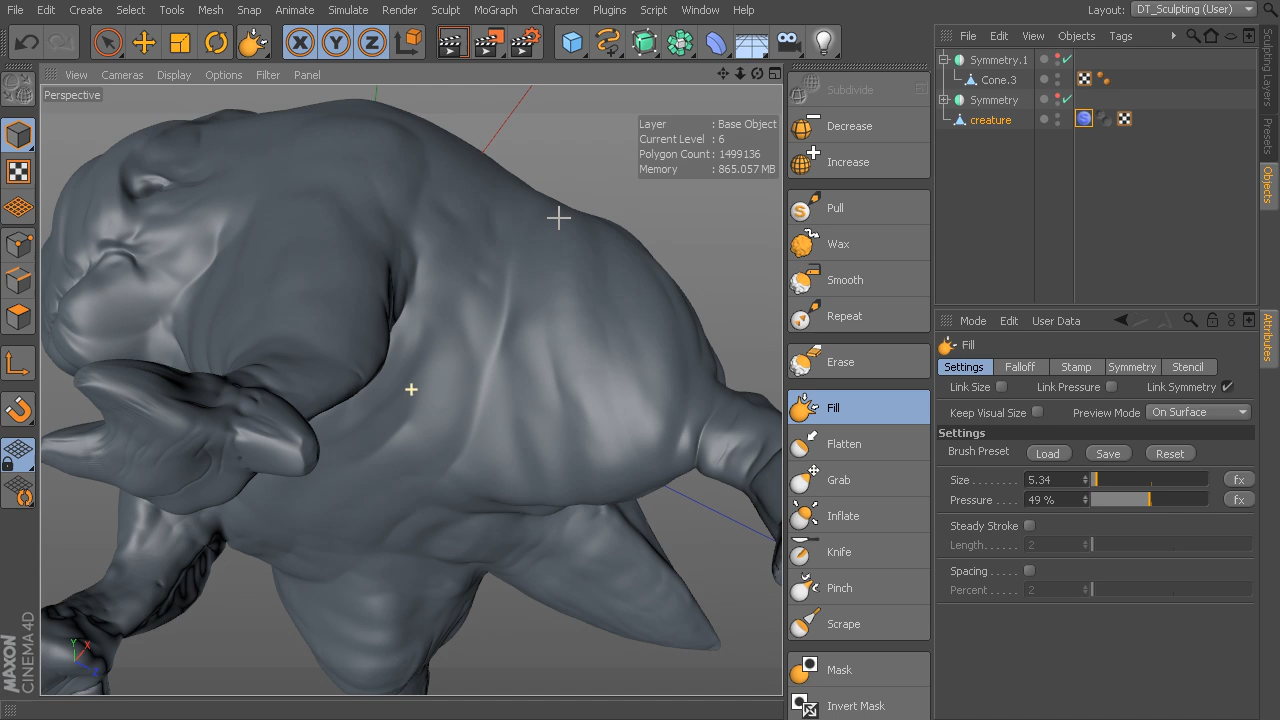 File Edit Create Select Tools Mesh Snap Animate Simulate Render Sculpt MoGraph Character Plugins Script Window Help Layout: DT_Sculpting (User)
View Cameras Display Options Filter Panel
Perspective
Layer : Base Object
Current Level : 6
Polygon Count : 1499136
Memory : 865.057 MB
X Y Z
Subdivide
Decrease
Increase
Pull
Wax
Smooth
Repeat
Erase
Fill
Flatten
Grab
Inflate
Knife
Pinch
Scrape
Mask
Invert Mask
File Edit View Objects Tags
Symmetry.1
Cone.3
Symmetry
creature
Sculpting Layers
Presets
Objects
Attributes
Mode Edit User Data
Fill
Settings Falloff Stamp Symmetry Stencil
Link Size Link Pressure Link Symmetry
Keep Visual Size Preview Mode On Surface
Settings
Brush Preset Load Save Reset
Size . . . . . . . . 5.34 fx
Pressure . . . . 49 % fx
Steady Stroke
Length. . . . . . 2
Spacing . . . . .
Percent . . . . . 2
Y X Z
MAXON
CINEMA 4D